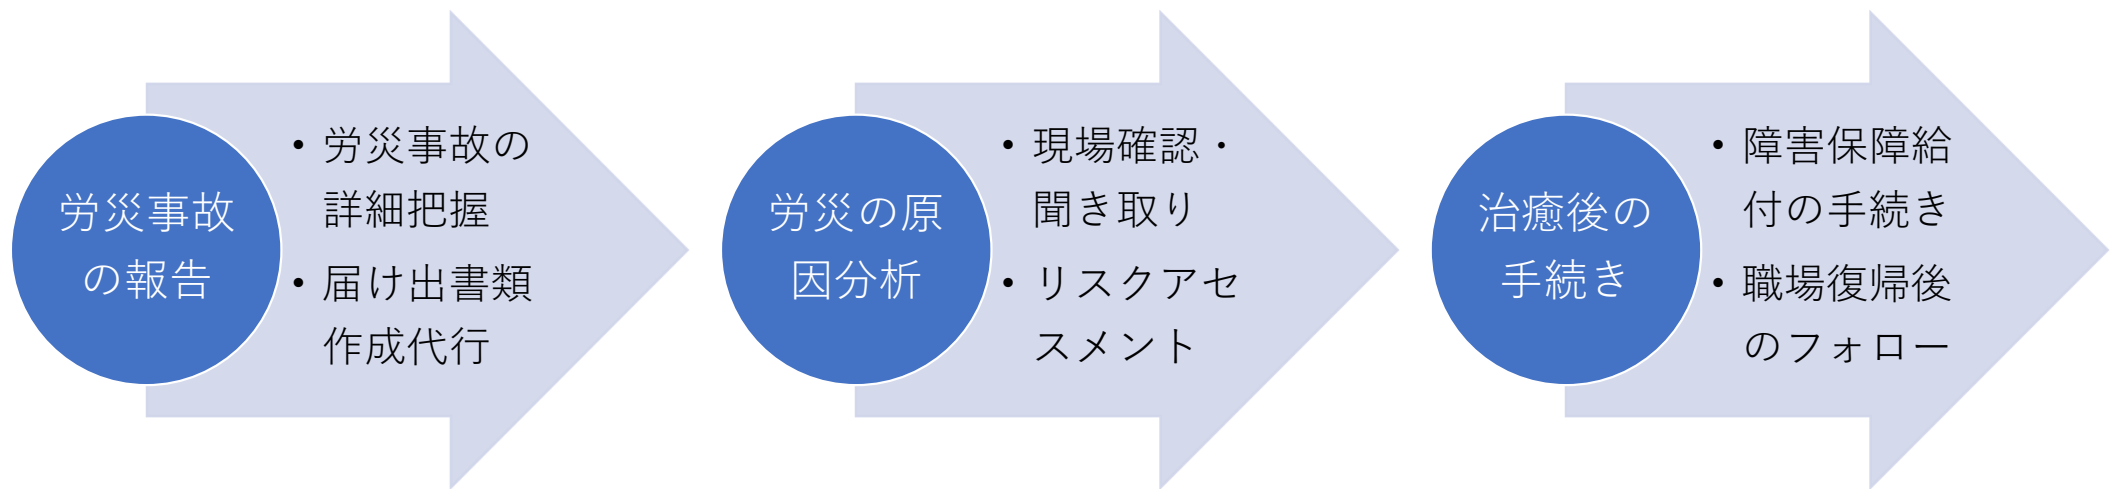 労災事故
の報告
• 労災事故の
詳細把握
• 届け出書類
作成代行
労災の原
因分析
• 現場確認・
聞き取り
• リスクアセ
スメント
治癒後の
手続き
• 障害保障給
付の手続き
• 職場復帰後
のフォロー